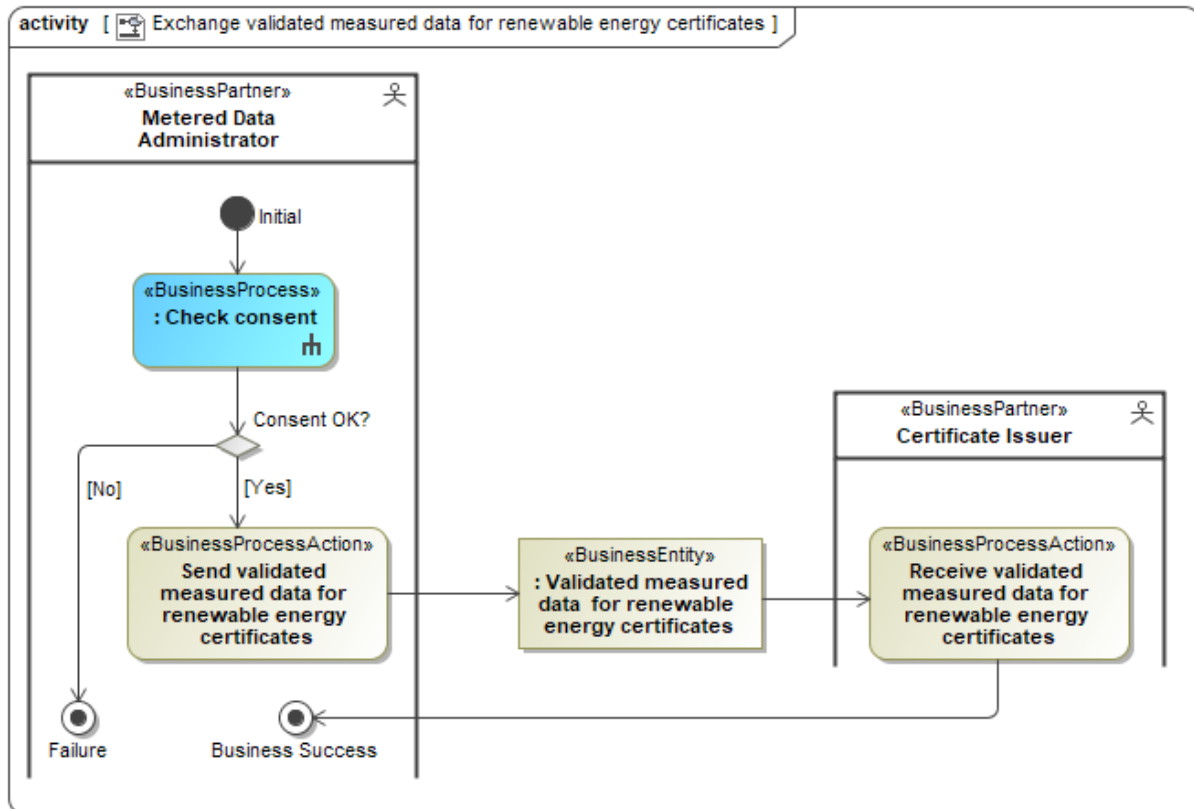 activity [ Exchange validated measured data for renewable energy certificates ]
«BusinessPartner»
Metered Data
Administrator
Initial
«BusinessProcess»
: Check consent
Consent OK?
[No]
[Yes]
«BusinessProcessAction»
Send validated
measured data for
renewable energy
certificates
«BusinessEntity»
: Validated measured
data for renewable
energy certificates
«BusinessPartner»
Certificate Issuer
«BusinessProcessAction»
Receive validated
measured data for
renewable energy
certificates
Failure
Business Success